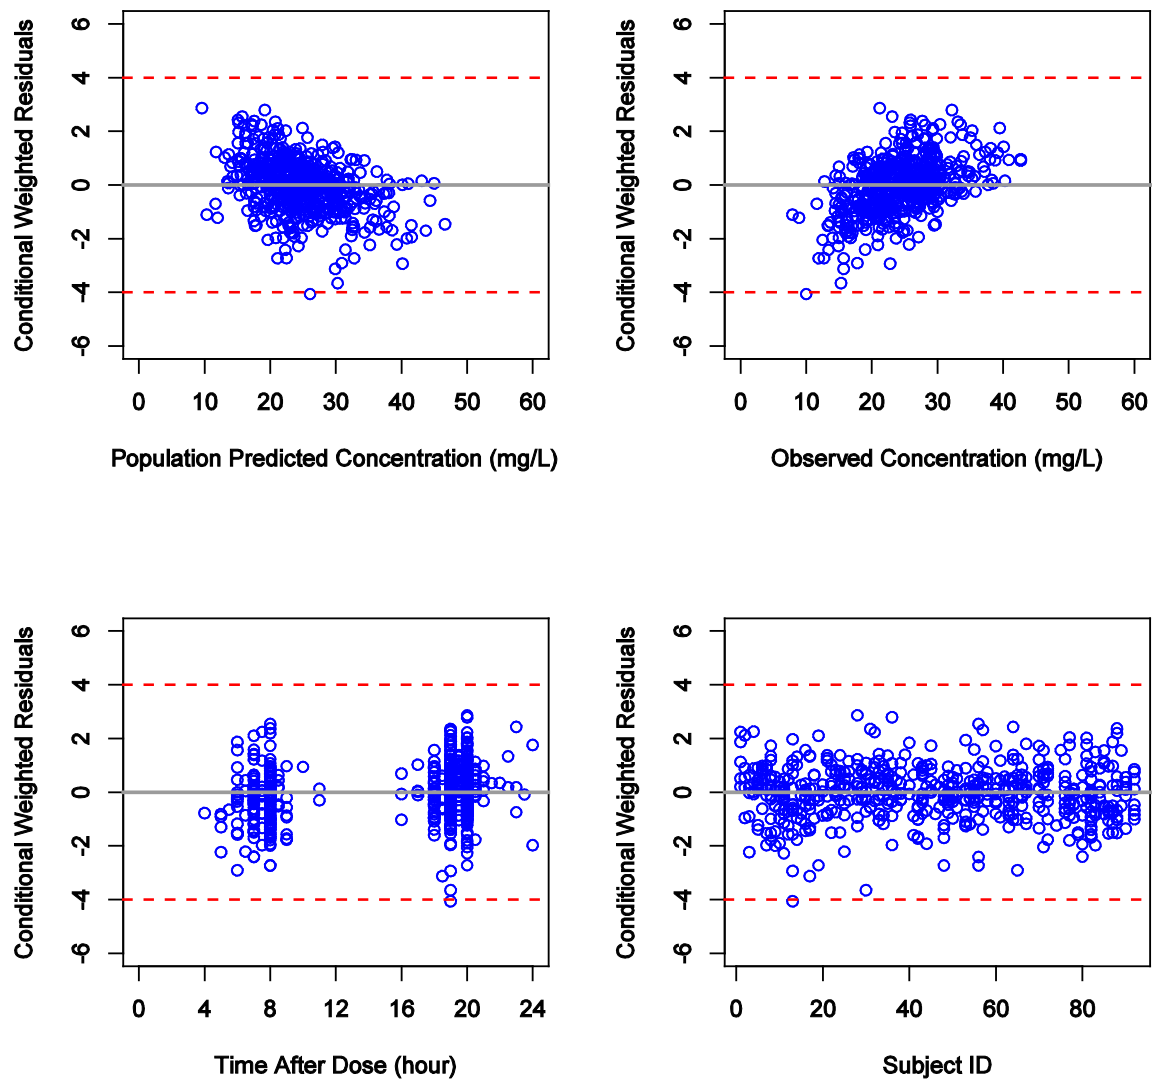 Conditional Weighted Residuals
6
4
2
0
-2
-4
-6
0 10 20 30 40 50 60
Population Predicted Concentration (mg/L)
Conditional Weighted Residuals
6
4
2
0
-2
-4
-6
0 10 20 30 40 50 60
Observed Concentration (mg/L)
Conditional Weighted Residuals
6
4
2
0
-2
-4
-6
0 4 8 12 16 20 24
Time After Dose (hour)
Conditional Weighted Residuals
6
4
2
0
-2
-4
-6
0 20 40 60 80
Subject ID